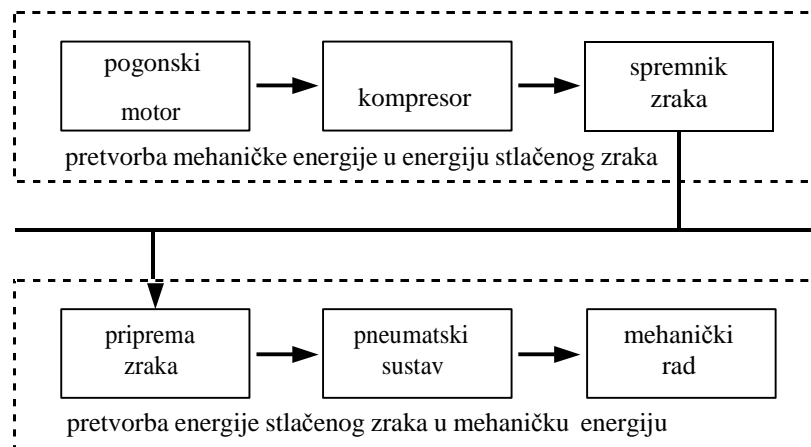 pogonski
motor
kompresor
spremnik
zraka
pretvorba mehaničke energije u energiju stlačenog zraka
priprema
zraka
pneumatski
sustav
mehanički
rad
pretvorba energije stlačenog zraka u mehaničku energiju